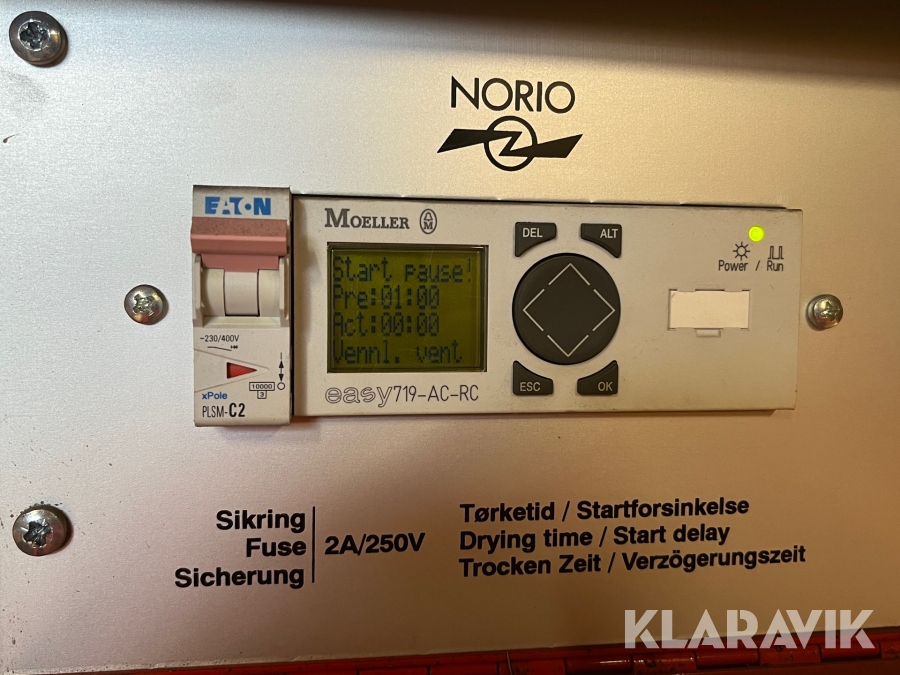 NORIO
EATON
MOELLER
DEL
ALT
Start pause!
Pre:01:00
Act:00:00
Vennl. vent
Power / Run
~230/400V
10000
3
xPole
PLSM-C2
ESC
OK
easy719-AC-RC
Sikring
Fuse
Sicherung
2A/250V
Tørketid / Startforsinkelse
Drying time / Start delay
Trocken Zeit / Verzögerungszeit
KLARAVIK